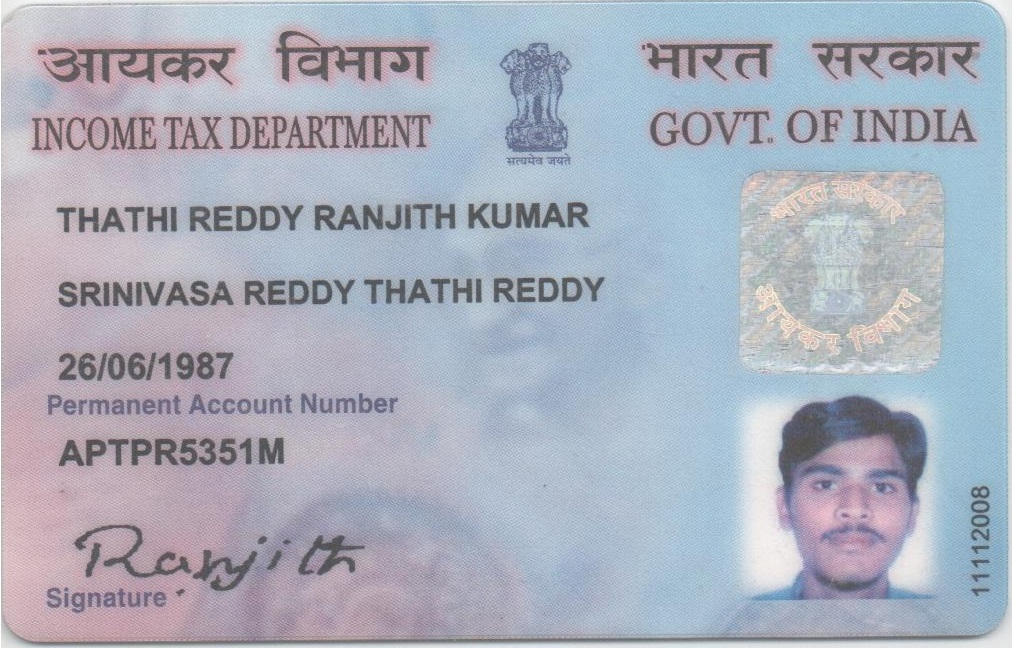 आयकर विभाग
भारत सरकार
INCOME TAX DEPARTMENT
GOVT. OF INDIA
सत्यमेव जयते
THATHI REDDY RANJITH KUMAR
SRINIVASA REDDY THATHI REDDY
26/06/1987
Permanent Account Number
APTPR5351M
Ranjith
Signature
भारत सरकार
आयकर विभाग
11112008